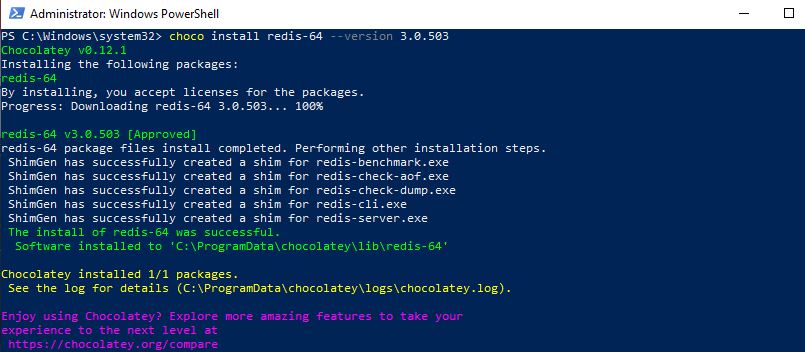 Administrator: Windows PowerShell
PS C:\Windows\system32> choco install redis-64 --version 3.0.503
Chocolatey v0.12.1
Installing the following packages:
redis-64
By installing, you accept licenses for the packages.
Progress: Downloading redis-64 3.0.503... 100%
redis-64 v3.0.503 [Approved]
redis-64 package files install completed. Performing other installation steps.
ShimGen has successfully created a shim for redis-benchmark.exe
ShimGen has successfully created a shim for redis-check-aof.exe
ShimGen has successfully created a shim for redis-check-dump.exe
ShimGen has successfully created a shim for redis-cli.exe
ShimGen has successfully created a shim for redis-server.exe
The install of redis-64 was successful.
Software installed to 'C:\ProgramData\chocolatey\lib\redis-64'
Chocolatey installed 1/1 packages.
See the log for details (C:\ProgramData\chocolatey\logs\chocolatey.log).
Enjoy using Chocolatey? Explore more amazing features to take your
experience to the next level at
https://chocolatey.org/compare